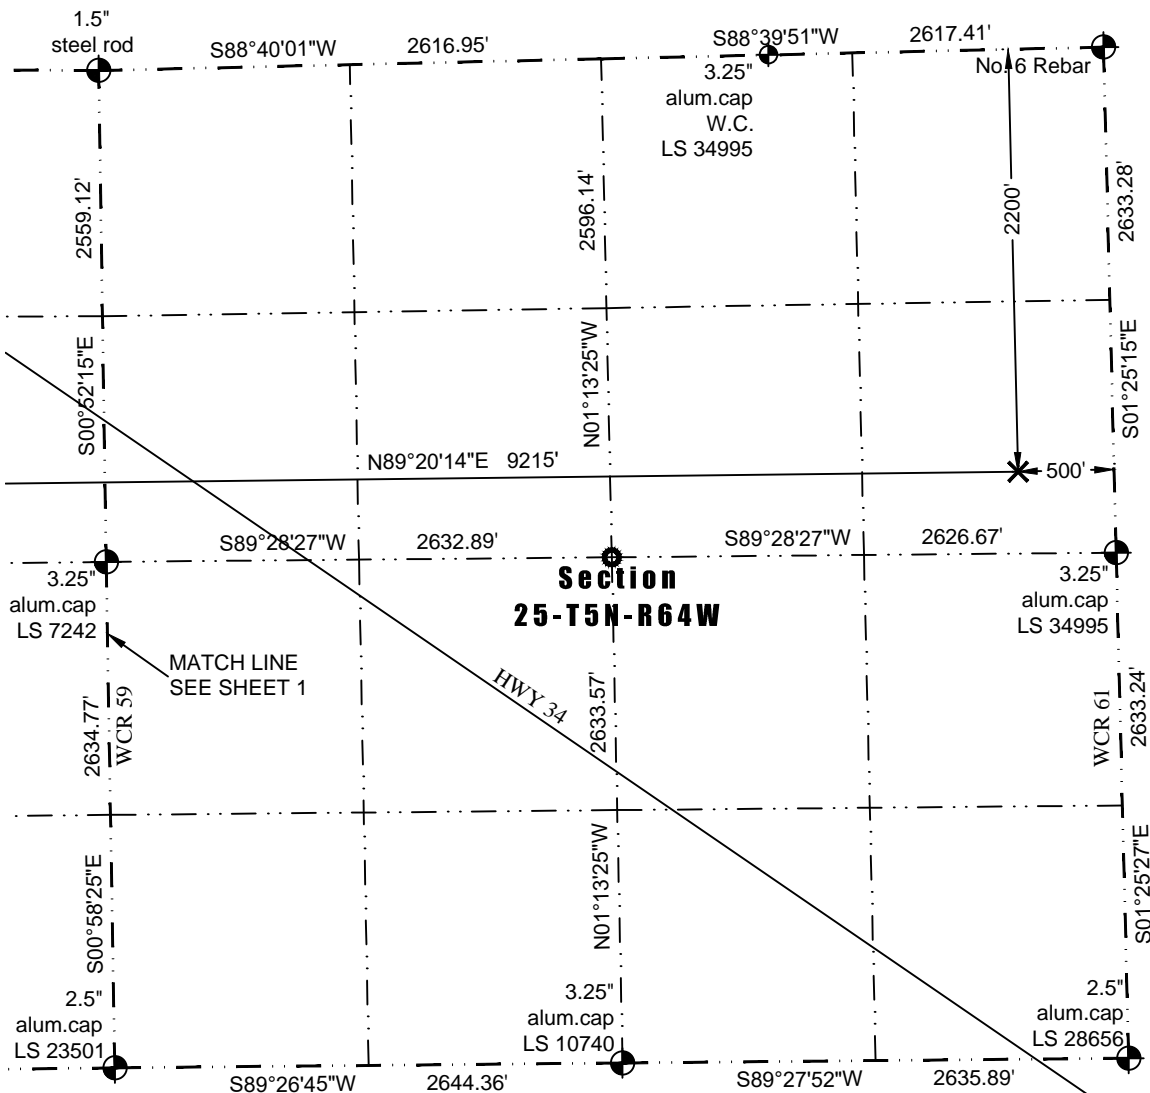 1.5"
steel rod
S88°40'01"W
2616.95'
S88°39'51"W
2617.41'
No. 6 Rebar
3.25"
alum.cap
W.C.
LS 34995
2559.12'
2596.14'
2200'
2633.28'
S00°52'15"E
N01°13'25"W
S01°25'15"E
N89°20'14"E 9215'
500'
S89°28'27"W
2632.89'
S89°28'27"W
2626.67'
3.25"
alum.cap
LS 7242
Section
25-T5N-R64W
3.25"
alum.cap
LS 34995
MATCH LINE
SEE SHEET 1
HWY 34
2634.77'
WCR 59
2633.57'
WCR 61
2633.24'
S00°58'25"E
N01°13'25"W
S01°25'27"E
2.5"
alum.cap
LS 23501
3.25"
alum.cap
LS 10740
2.5"
alum.cap
LS 28656
S89°26'45"W
2644.36'
S89°27'52"W
2635.89'